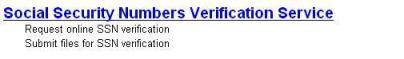 Social Security Numbers Verification Service
Request online SSN verification
Submit files for SSN verification